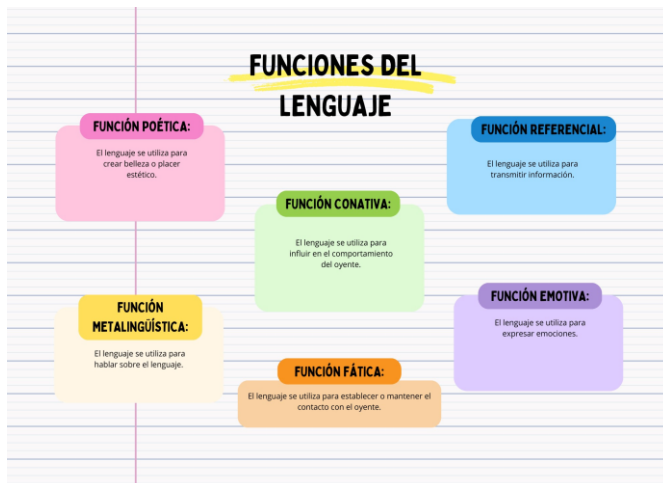 FUNCIONES DEL
LENGUAJE
FUNCIÓN POÉTICA:
El lenguaje se utiliza para
crear belleza o placer
estético.
FUNCIÓN REFERENCIAL:
El lenguaje se utiliza para
transmitir información.
FUNCIÓN CONATIVA:
El lenguaje se utiliza para
influir en el comportamiento
del oyente.
FUNCIÓN
METALINGÜÍSTICA:
El lenguaje se utiliza para
hablar sobre el lenguaje.
FUNCIÓN EMOTIVA:
El lenguaje se utiliza para
expresar emociones.
FUNCIÓN FÁTICA:
El lenguaje se utiliza para establecer o mantener el
contacto con el oyente.